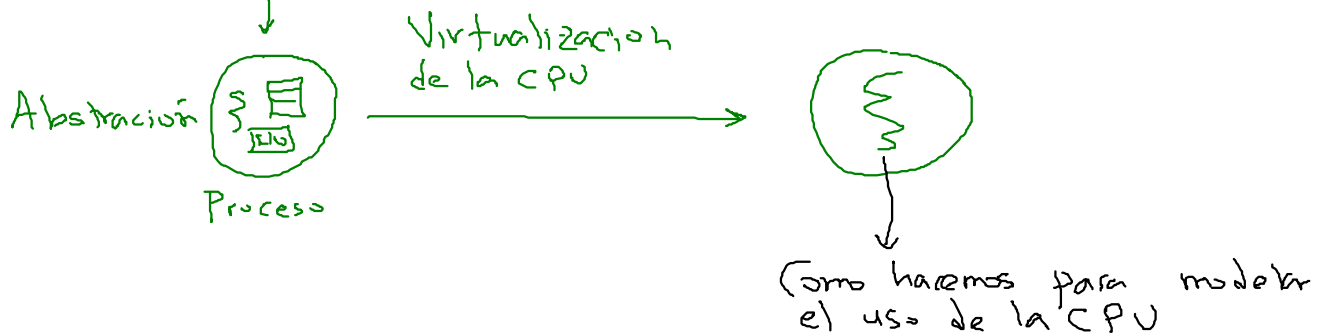 Virtualización
de la CPU
Abstración
I/O
Proceso
Como hacemos para modelar
el uso de la CPU